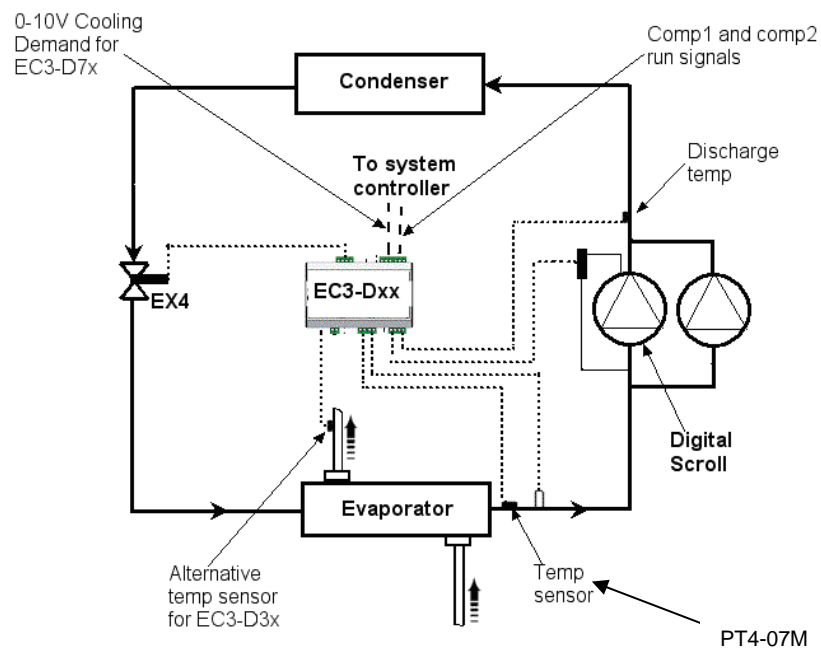 0-10V Cooling
Demand for
EC3-D7x
Comp1 and comp2
run signals
Condenser
To system
controller
Discharge
temp
EX4
EC3-Dxx
Digital
Scroll
Evaporator
Alternative
temp sensor
for EC3-D3x
Temp
sensor
PT4-07M